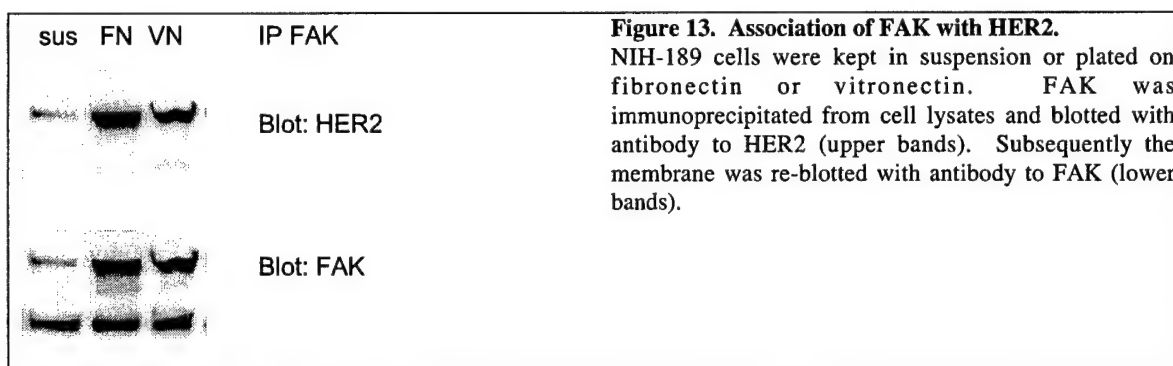 sus FN VN IP FAK
Blot: HER2
Blot: FAK
Figure 13. Association of FAK with HER2.
NIH-189 cells were kept in suspension or plated on
fibronectin or vitronectin. FAK was
immunoprecipitated from cell lysates and blotted with
antibody to HER2 (upper bands). Subsequently the
membrane was re-blotted with antibody to FAK (lower
bands).